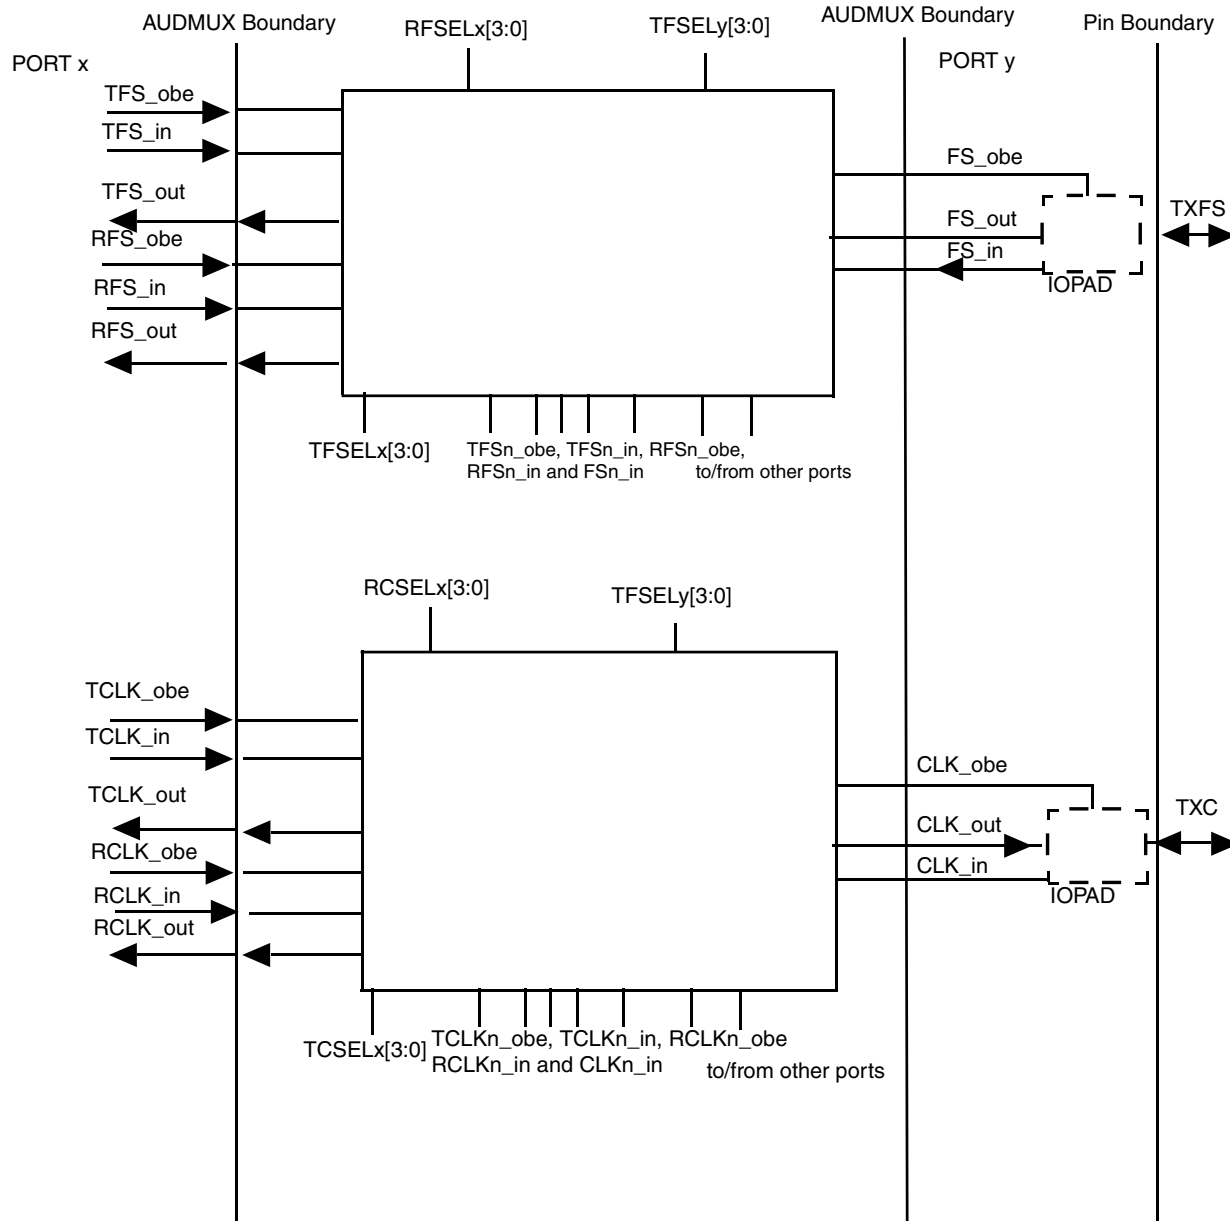 AUDMUX Boundary
AUDMUX Boundary
Pin Boundary
RFSELx[3:0]
TFSELy[3:0]
PORT x
PORT y
TFS_obe
TFS_in
TFS_out
RFS_obe
RFS_in
RFS_out
FS_obe
FS_out
FS_in
IOPAD
TXFS
TFSELx[3:0]
TFSn_obe, TFSn_in, RFSn_obe,
RFSn_in and FSn_in
to/from other ports
RCSELx[3:0]
TFSELy[3:0]
TCLK_obe
TCLK_in
TCLK_out
RCLK_obe
RCLK_in
RCLK_out
CLK_obe
CLK_out
CLK_in
IOPAD
TXC
TCSELx[3:0]
TCLKn_obe, TCLKn_in, RCLKn_obe
RCLKn_in and CLKn_in
to/from other ports